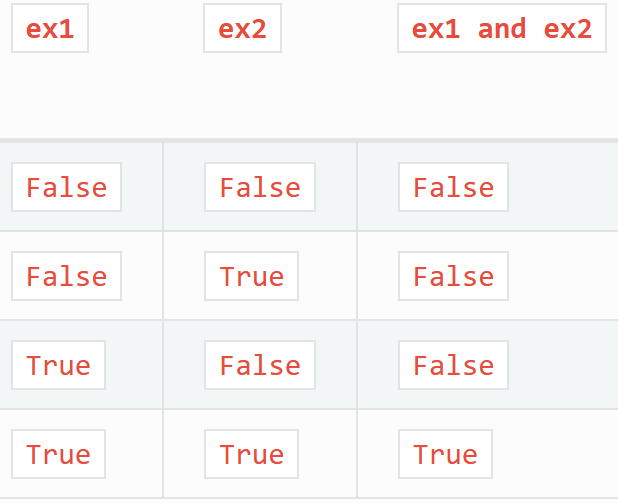 ex1 ex2 ex1 and ex2
False False False
False True False
True False False
True True True